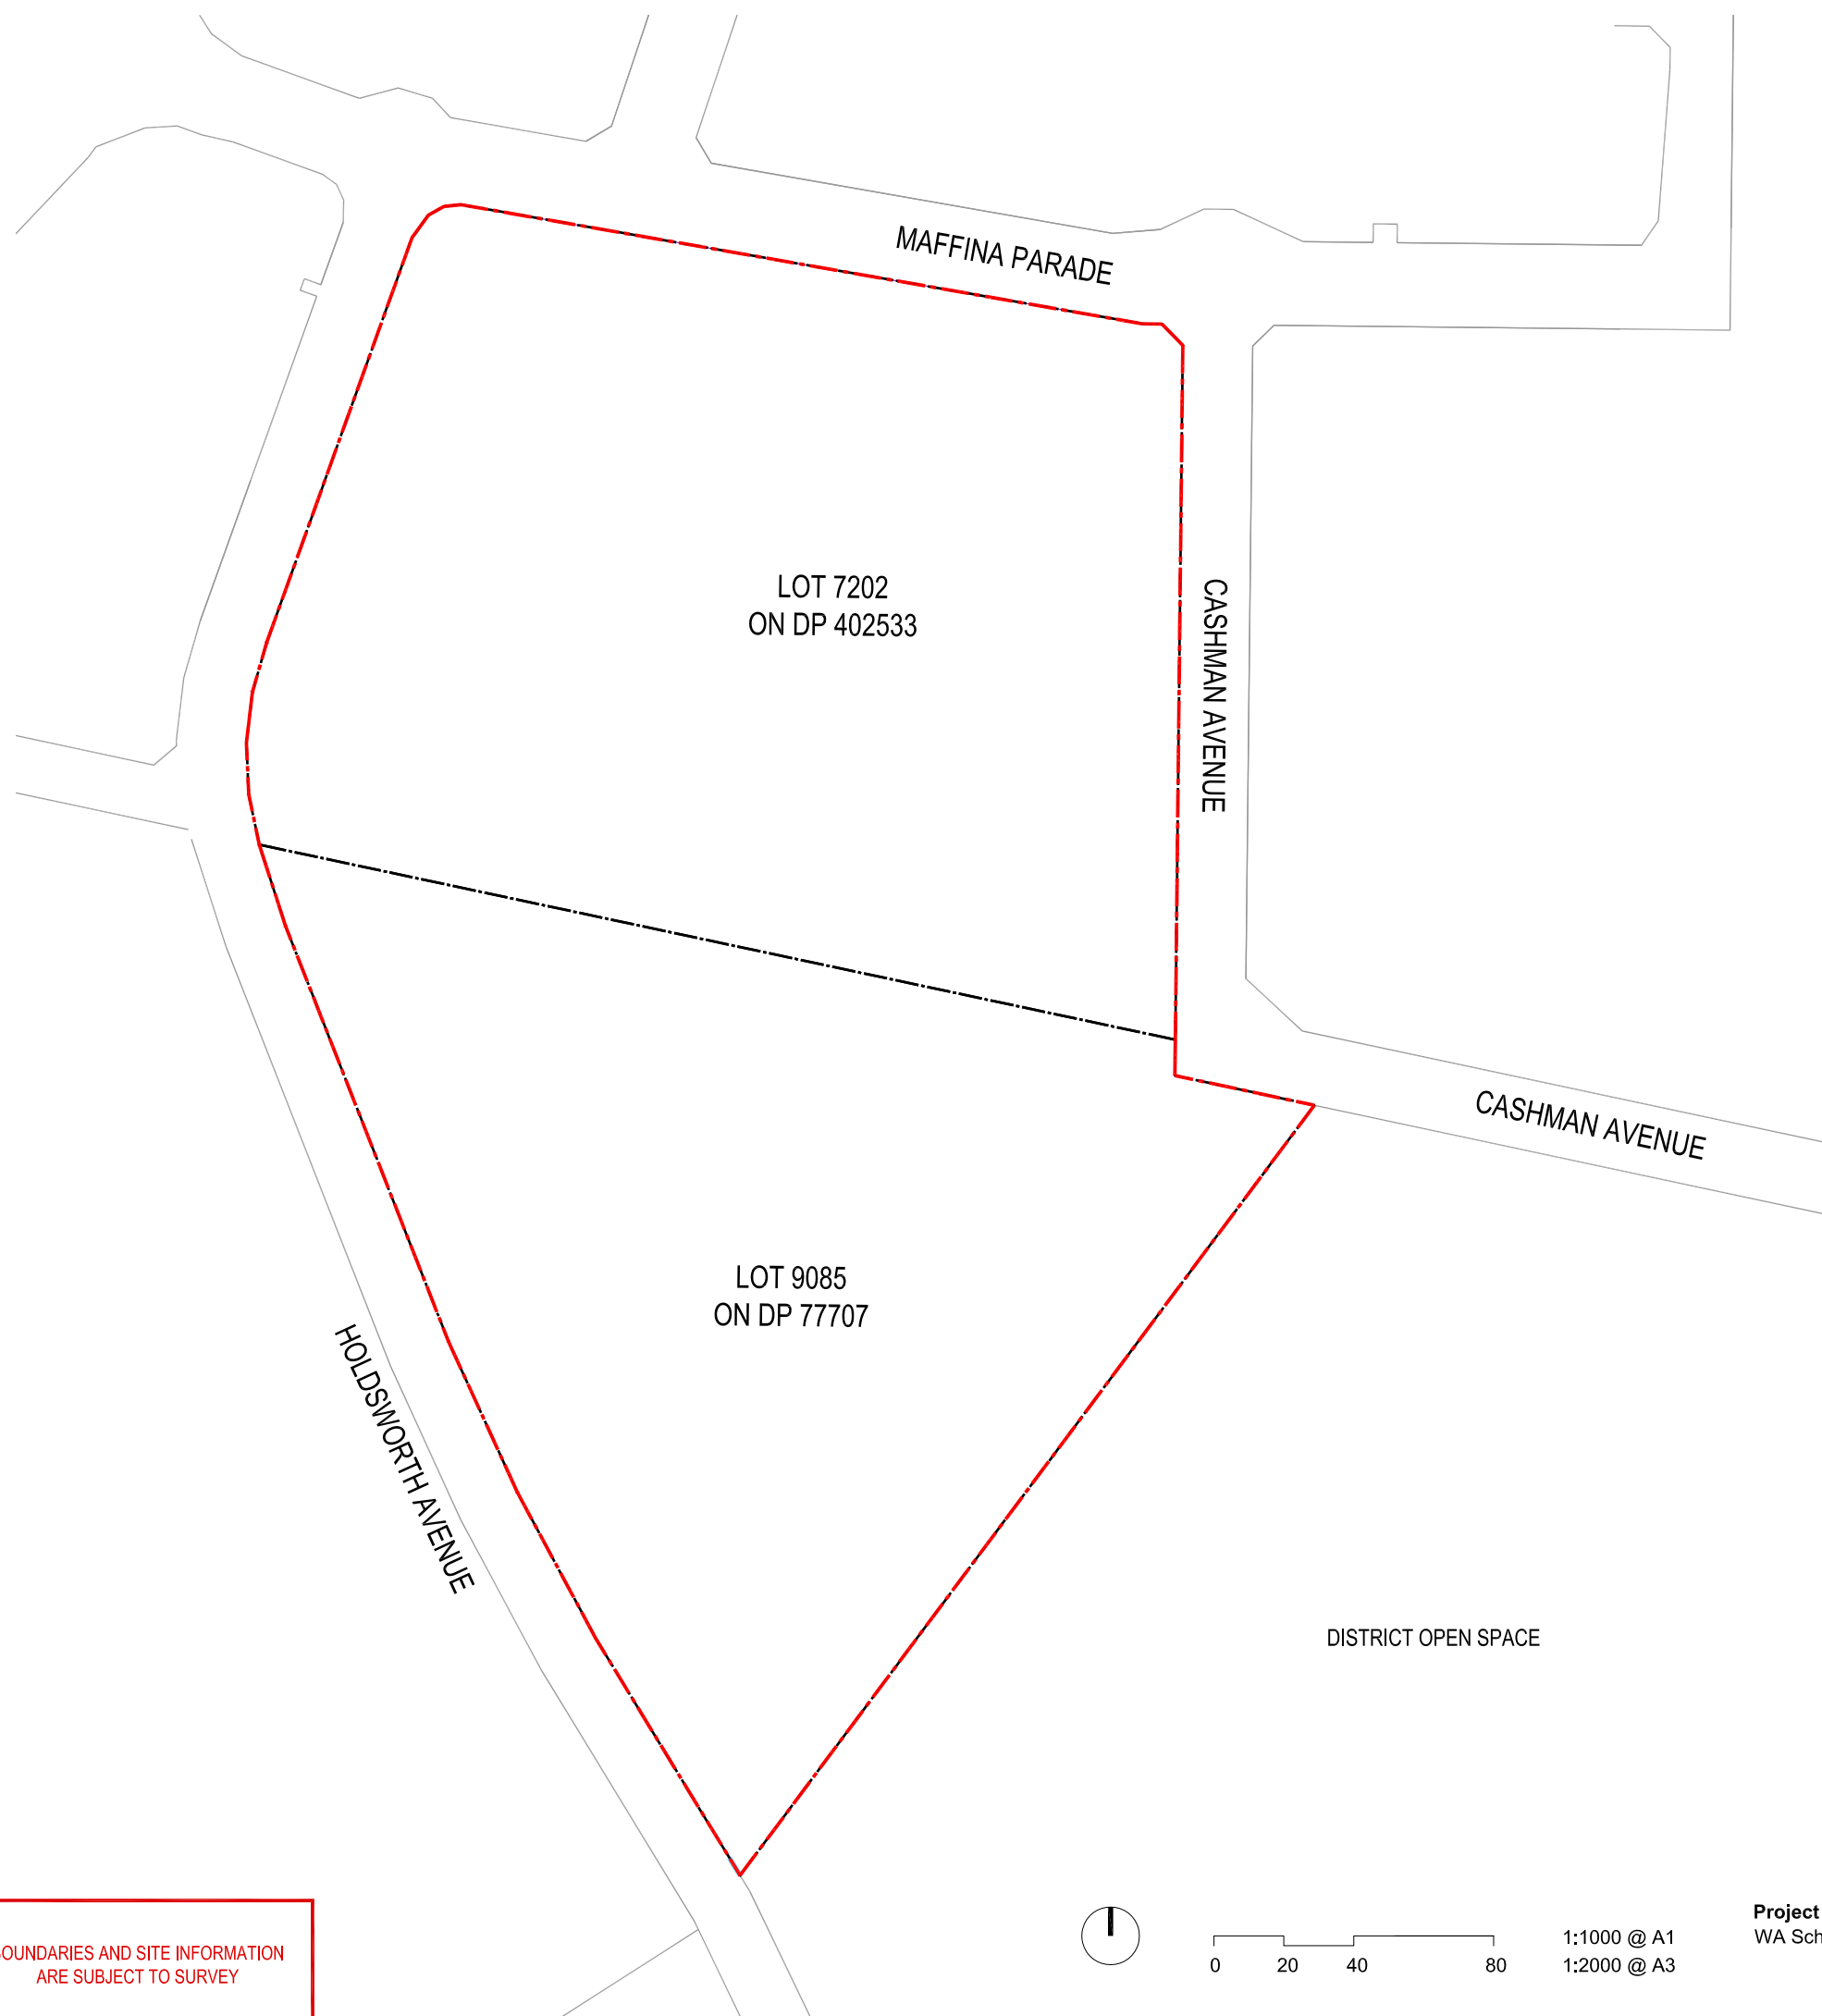 MAFFINA PARADE
LOT 7202
ON DP 402533
CASHMAN AVENUE
CASHMAN AVENUE
LOT 9085
ON DP 77707
HOLDSWORTH AVENUE
DISTRICT OPEN SPACE
BOUNDARIES AND SITE INFORMATION
ARE SUBJECT TO SURVEY
0 20 40 80
1:1000 @ A1
1:2000 @ A3
Project
WA Sch